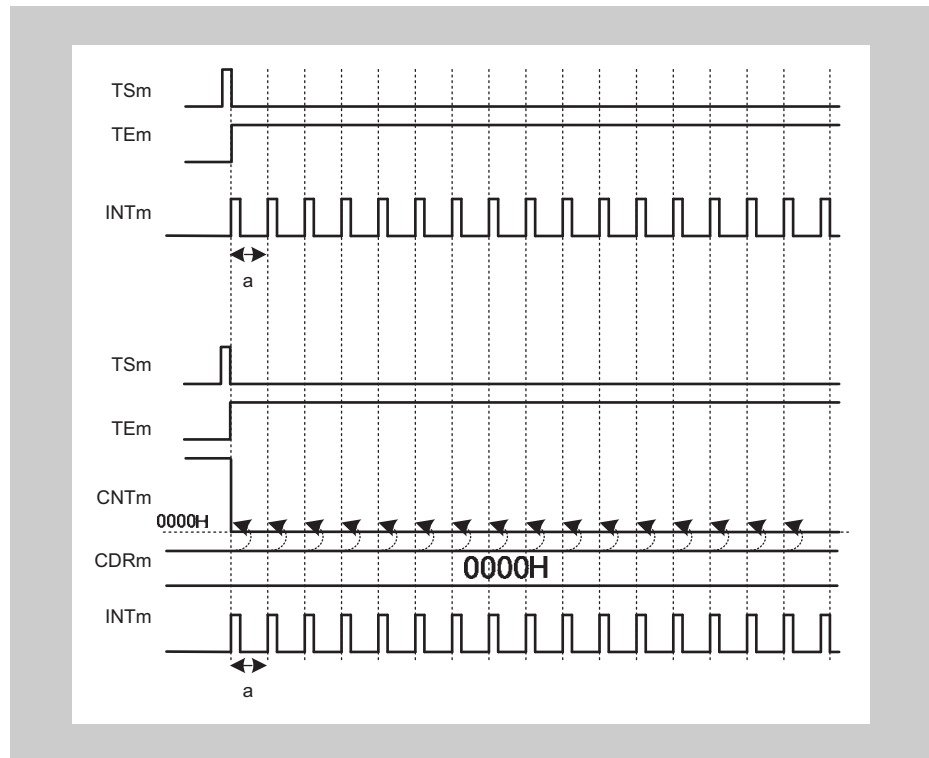 TSm
TEm
INTm
a
TSm
TEm
CNTm
0000H
CDRm
0000H
INTm
a